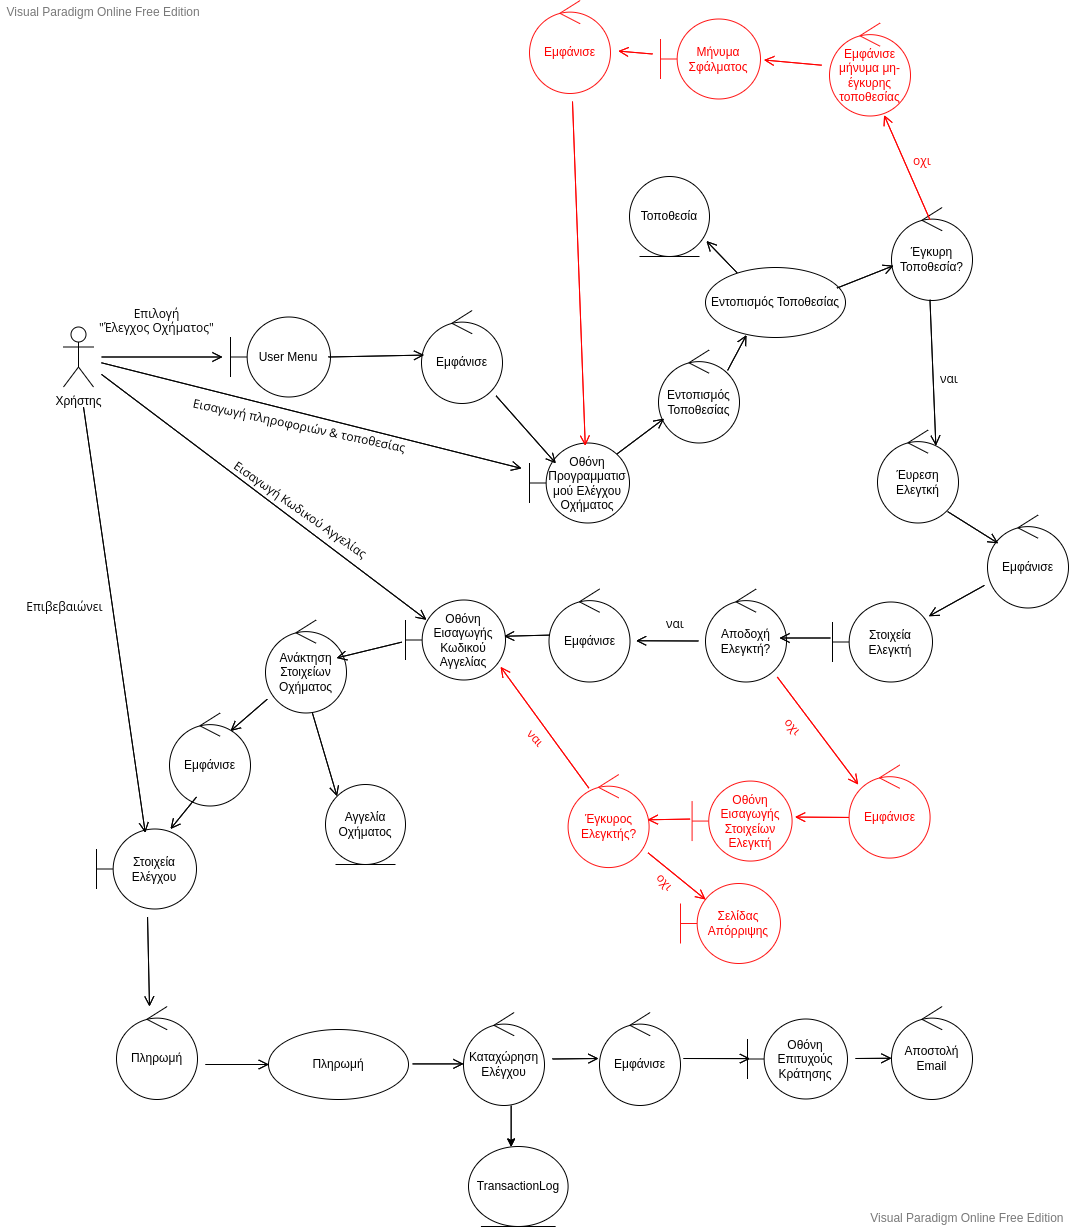 Visual Paradigm Online Free Edition
Εμφάνισε
Μήνυμα
Σφάλματος
Εμφάνισε
μήνυμα μη-
έγκυρης
τοποθεσίας
οχι
Τοποθεσία
Έγκυρη
Τοποθεσία?
Εντοπισμός Τοποθεσίας
Επιλογή
"Έλεγχος Οχήματος"
User Menu
Εμφάνισε
Χρήστης
Εντοπισμός
Τοποθεσίας
ναι
Εισαγωγή πληροφοριών & τοποθεσίας
Οθόνη
Προγραμματισ
μού Ελέγχου
Οχήματος
Έυρεση
Ελεγτκή
Εισαγωγή Κωδικού Αγγελίας
Εμφάνισε
Επιβεβαιώνει
Οθόνη
Εισαγωγής
Κωδικού
Αγγελίας
Εμφάνισε
ναι
Αποδοχή
Ελεγκτή?
Στοιχεία
Ελεγκτή
Ανάκτηση
Στοιχείων
Οχήματος
οχι
ναι
Εμφάνισε
Αγγελία
Οχήματος
Έγκυρος
Ελεγκτής?
Οθόνη
Εισαγωγής
Στοιχείων
Ελεγκτή
Εμφάνισε
Στοιχεία
Ελέγχου
οχι
Σελίδας
Απόρριψης
Πληρωμή
Πληρωμή
Καταχώρηση
Ελέγχου
Εμφάνισε
Οθόνη
Επιτυχούς
Κράτησης
Αποστολή
Email
TransactionLog
Visual Paradigm Online Free Edition